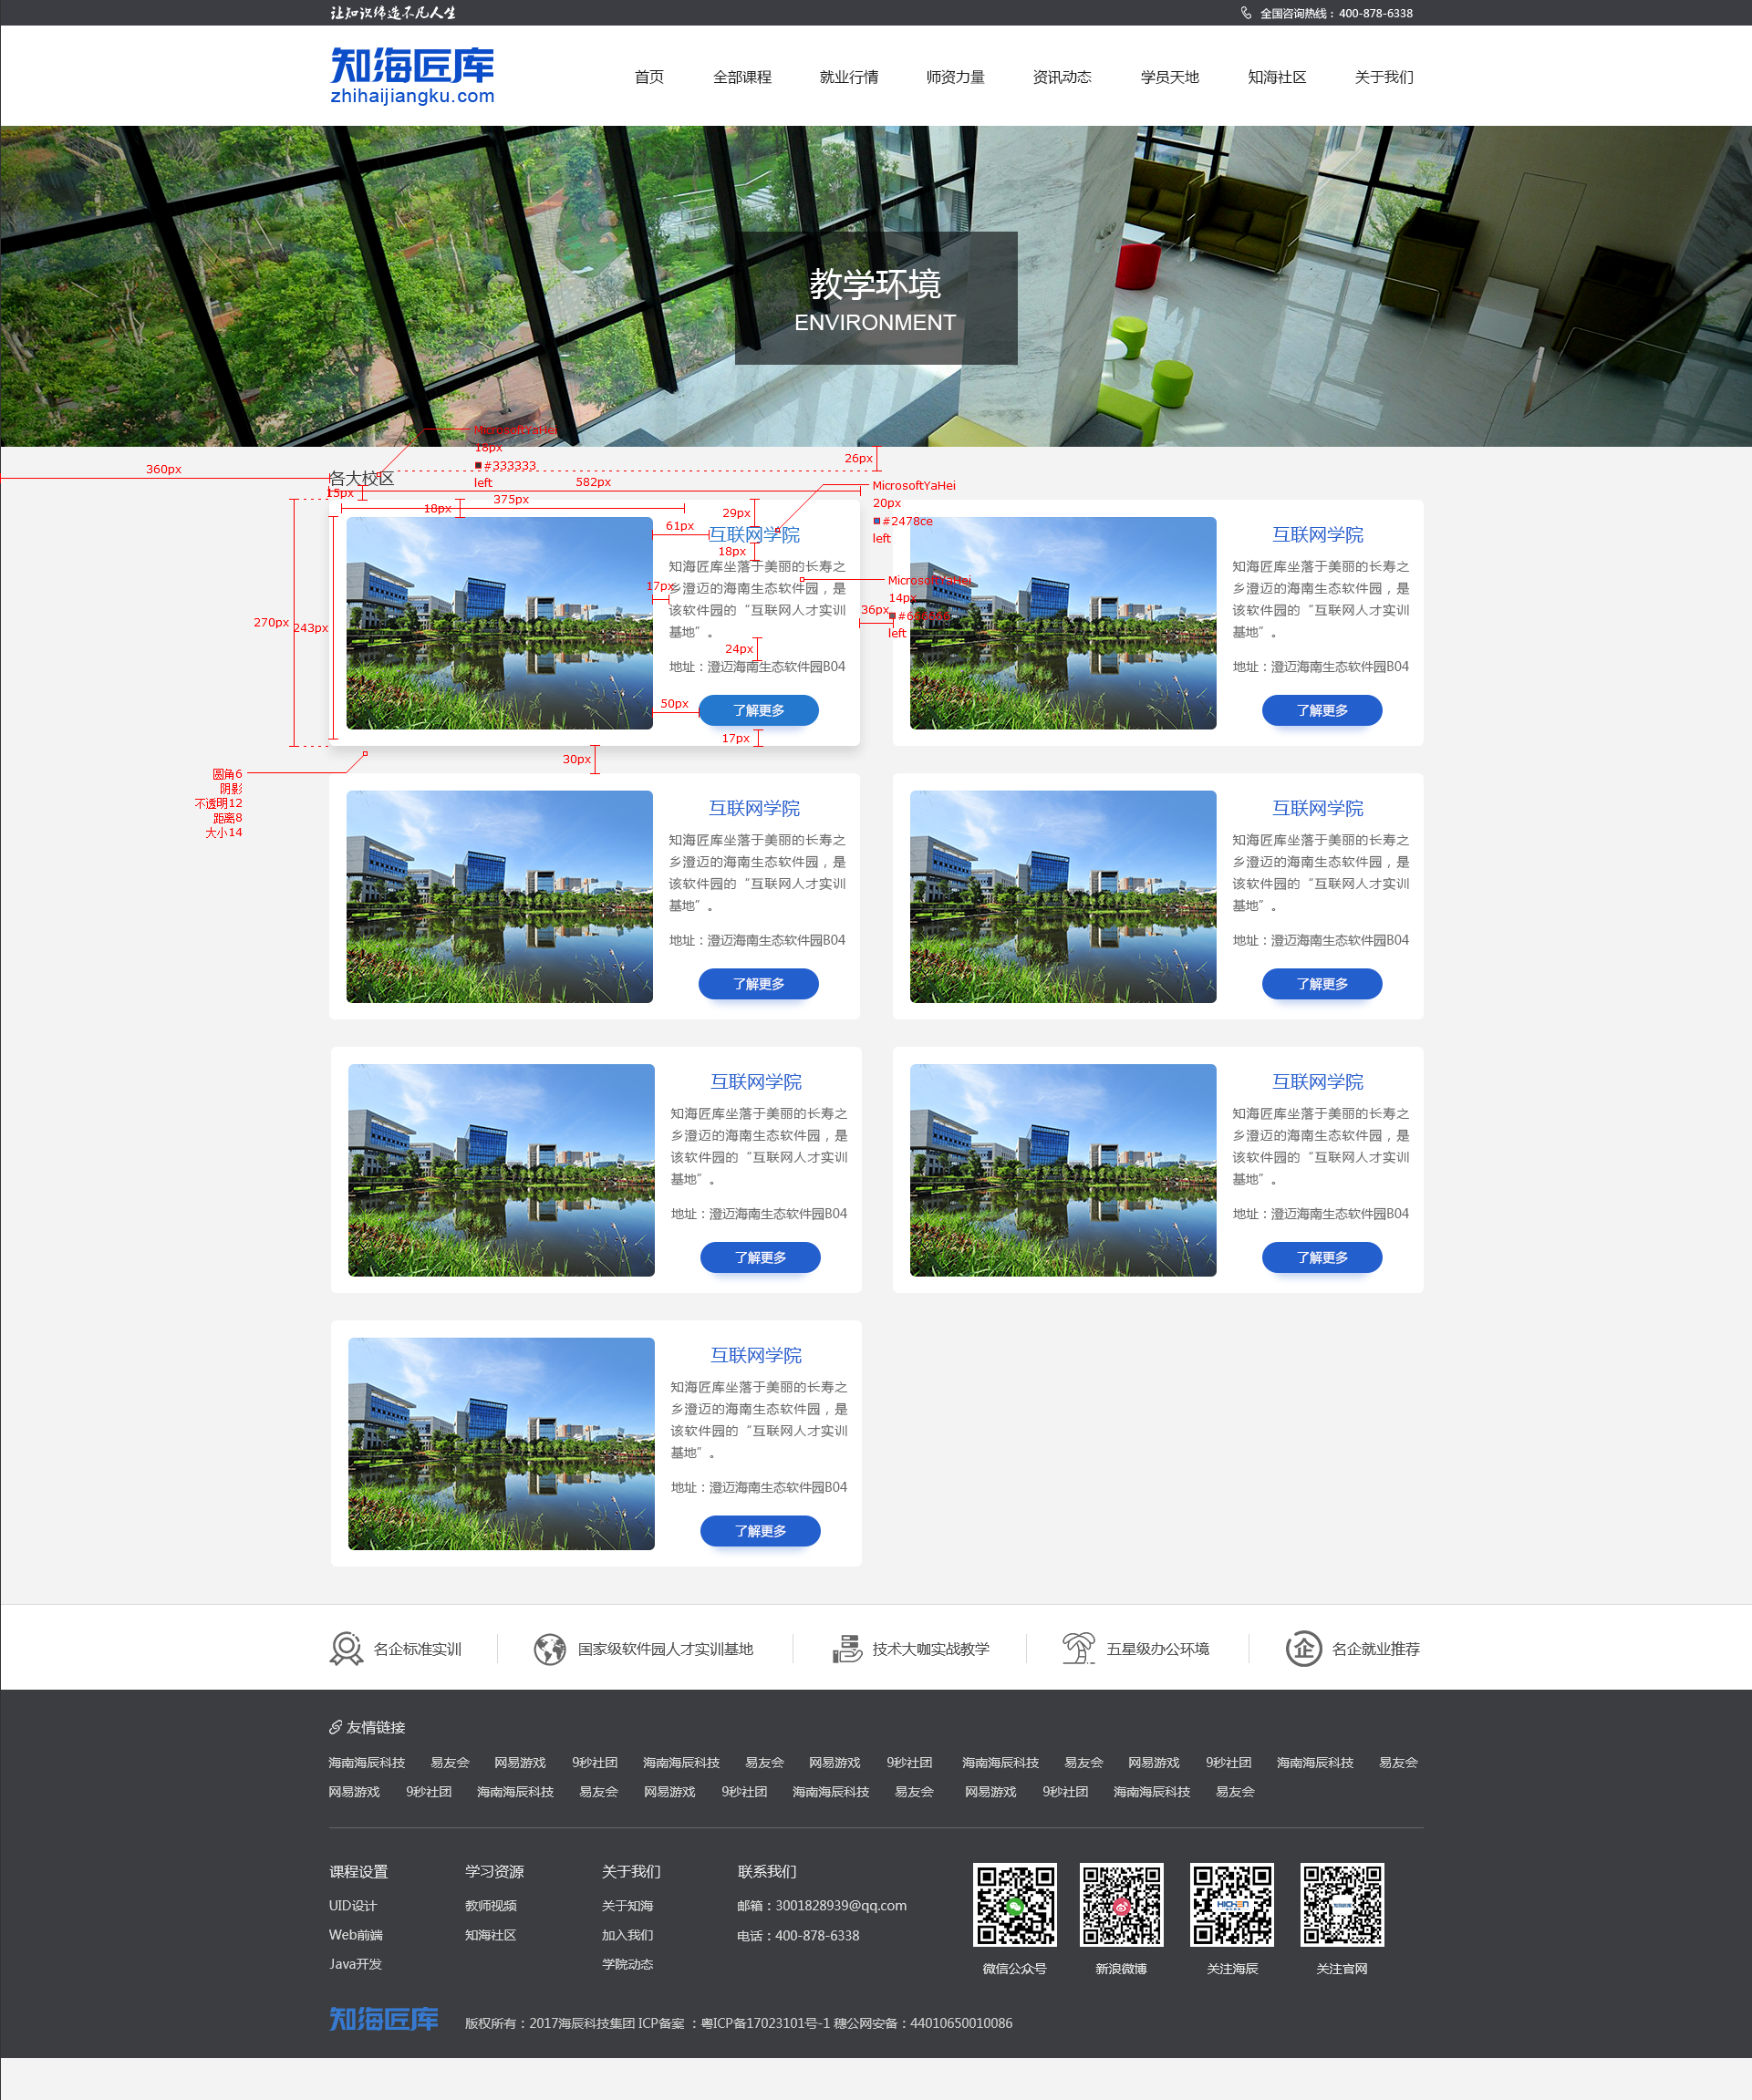 让知识缔造不凡人生
全国咨询热线：400-878-6338
知海匠库
zhihaijiangku.com
首页 全部课程 就业行情 师资力量 资讯动态 学员天地 知海社区 关于我们
教学环境
ENVIRONMENT
MicrosoftYaHei
18px
#333333
left
360px
26px
各大校区
582px
15px
375px
18px
29px
61px
18px
MicrosoftYaHei
20px
#2478ce
left
互联网学院
知海匠库坐落于美丽的长寿之
乡澄迈的海南生态软件园，是
该软件园的“互联网人才实训
基地”。
地址：澄迈海南生态软件园B04
了解更多
17px
MicrosoftYaHei
14px
left
36px
270px
243px
24px
50px
17px
30px
圆角6
阴影
不透明12
距离8
大小14
互联网学院
知海匠库坐落于美丽的长寿之
乡澄迈的海南生态软件园，是
该软件园的“互联网人才实训
基地”。
地址：澄迈海南生态软件园B04
了解更多
互联网学院
知海匠库坐落于美丽的长寿之
乡澄迈的海南生态软件园，是
该软件园的“互联网人才实训
基地”。
地址：澄迈海南生态软件园B04
了解更多
互联网学院
知海匠库坐落于美丽的长寿之
乡澄迈的海南生态软件园，是
该软件园的“互联网人才实训
基地”。
地址：澄迈海南生态软件园B04
了解更多
互联网学院
知海匠库坐落于美丽的长寿之
乡澄迈的海南生态软件园，是
该软件园的“互联网人才实训
基地”。
地址：澄迈海南生态软件园B04
了解更多
互联网学院
知海匠库坐落于美丽的长寿之
乡澄迈的海南生态软件园，是
该软件园的“互联网人才实训
基地”。
地址：澄迈海南生态软件园B04
了解更多
互联网学院
知海匠库坐落于美丽的长寿之
乡澄迈的海南生态软件园，是
该软件园的“互联网人才实训
基地”。
地址：澄迈海南生态软件园B04
了解更多
名企标准实训 国家级软件园人才实训基地 技术大咖实战教学 五星级办公环境 企 名企就业推荐
友情链接
海南海辰科技 易友会 网易游戏 9秒社团 海南海辰科技 易友会 网易游戏 9秒社团 海南海辰科技 易友会 网易游戏 9秒社团 海南海辰科技 易友会
网易游戏 9秒社团 海南海辰科技 易友会 网易游戏 9秒社团 海南海辰科技 易友会 网易游戏 9秒社团 海南海辰科技 易友会
课程设置 学习资源 关于我们 联系我们
UID设计 教师视频 关于知海 邮箱：3001828939@qq.com
Web前端 知海社区 加入我们 电话：400-878-6338
Java开发 学院动态
HICHEN
微信公众号 新浪微博 关注海辰 关注官网
知海匠库
版权所有：2017海辰科技集团 ICP备案 ：粤ICP备17023101号-1 穗公网安备：44010650010086